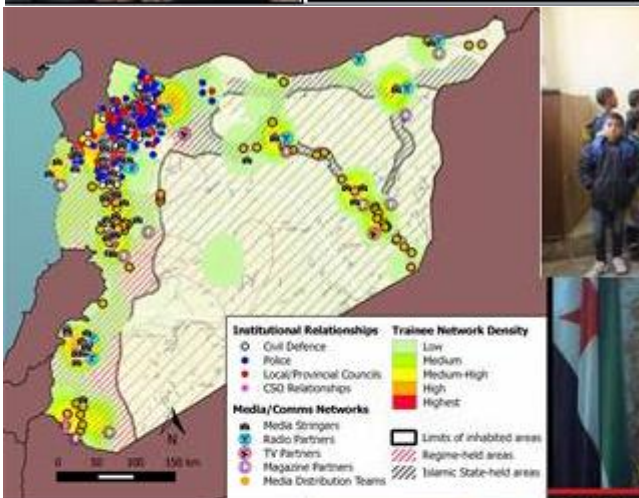 N
0 50 100 150 km
Institutional Relationships
Civil Defence
Police
Local/Provincial Councils
CSO Relationships
Media/Comms Networks
Media Stringers
Radio Partners
TV Partners
Magazine Partners
Media Distribution Teams
Trainee Network Density
Low
Medium
Medium-High
High
Highest
Limits of inhabited areas
Regime-held areas
Islamic State-held areas